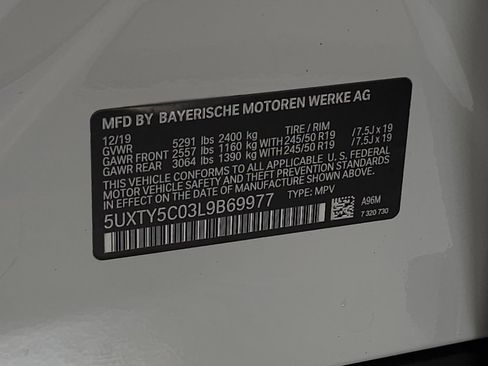 MFD BY BAYERISCHE MOTOREN WERKE AG
12/19 5291 lbs 2400 kg TIRE / RIM
GVWR
GAWR FRONT 2557 lbs 1160 kg WITH 245/50 R19 /7.5J x 19
GAWR REAR 3064 lbs 1390 kg WITH 245/50 R19 /7.5J x 19
THIS VEHICLE CONFORMS TO ALL APPLICABLE U.S. FEDERAL
MOTOR VEHICLE SAFETY AND THEFT PREVENTION STANDARDS
IN EFFECT ON THE DATE OF MANUFACTURE SHOWN ABOVE.
5UXTY5C03L9B69977 TYPE: MPV
A96M
7 320 730